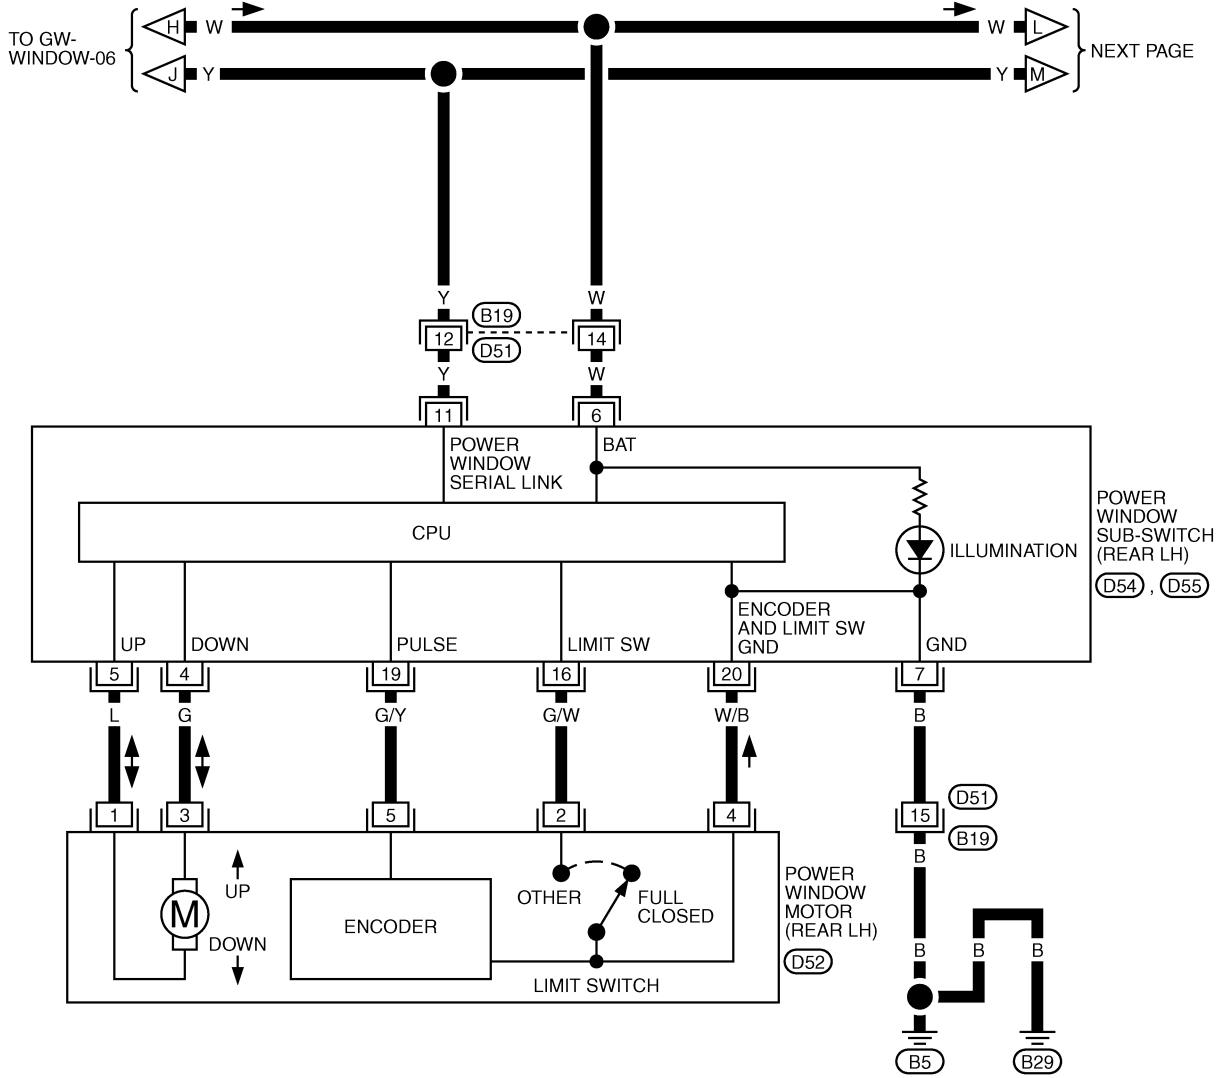 TO GW-
WINDOW-06
H W
W L
J Y
Y M
NEXT PAGE
Y
W
B19
12
14
D51
Y
W
11
6
POWER
WINDOW
SERIAL LINK
BAT
CPU
ILLUMINATION
POWER
WINDOW
SUB-SWITCH
(REAR LH)
D54 , D55
UP
DOWN
PULSE
LIMIT SW
ENCODER
AND LIMIT SW
GND
GND
5
4
19
16
20
7
L
G
G/Y
G/W
W/B
B
1
3
5
2
4
15
D51
B19
B
UP
M
DOWN
ENCODER
OTHER
FULL
CLOSED
LIMIT SWITCH
POWER
WINDOW
MOTOR
(REAR LH)
D52
B
B
B
B5
B29